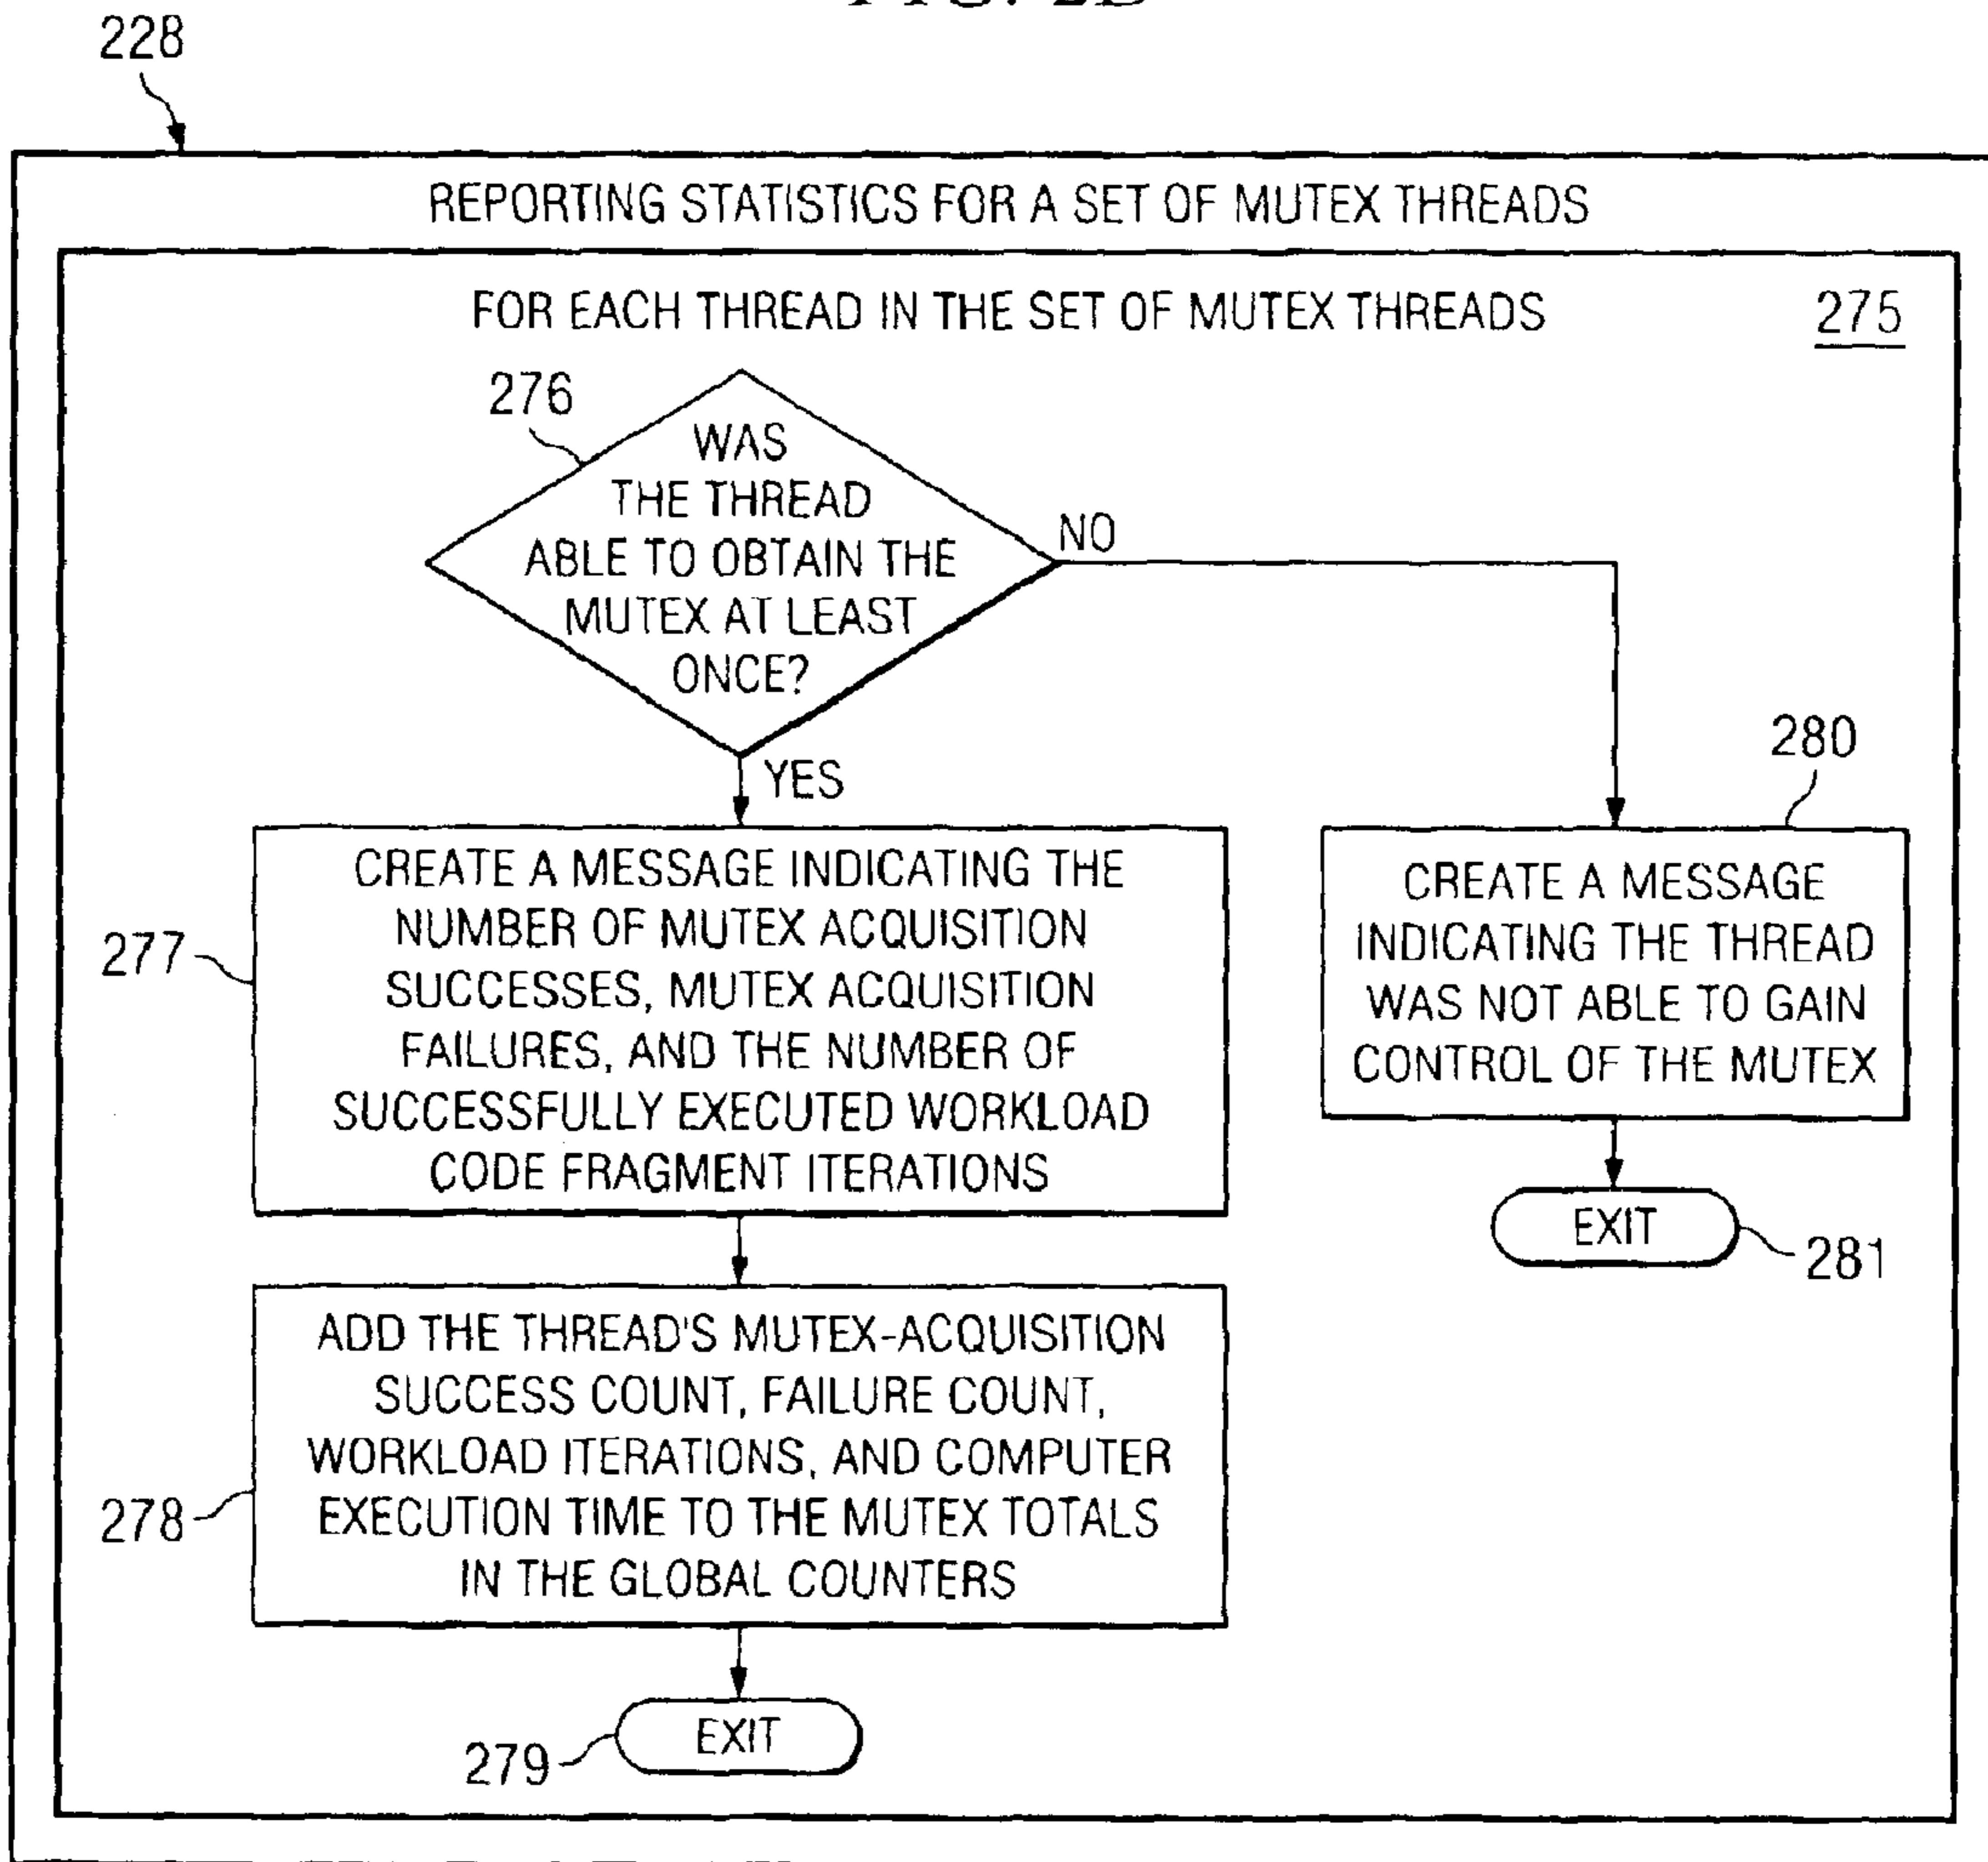 228
REPORTING STATISTICS FOR A SET OF MUTEX THREADS
FOR EACH THREAD IN THE SET OF MUTEX THREADS
275
276
WAS
THE THREAD
ABLE TO OBTAIN THE
MUTEX AT LEAST
ONCE?
NO
YES
277
CREATE A MESSAGE INDICATING THE
NUMBER OF MUTEX ACQUISITION
SUCCESSES, MUTEX ACQUISITION
FAILURES, AND THE NUMBER OF
SUCCESSFULLY EXECUTED WORKLOAD
CODE FRAGMENT ITERATIONS
280
CREATE A MESSAGE
INDICATING THE THREAD
WAS NOT ABLE TO GAIN
CONTROL OF THE MUTEX
EXIT
281
278
ADD THE THREAD'S MUTEX-ACQUISITION
SUCCESS COUNT, FAILURE COUNT,
WORKLOAD ITERATIONS, AND COMPUTER
EXECUTION TIME TO THE MUTEX TOTALS
IN THE GLOBAL COUNTERS
EXIT
279